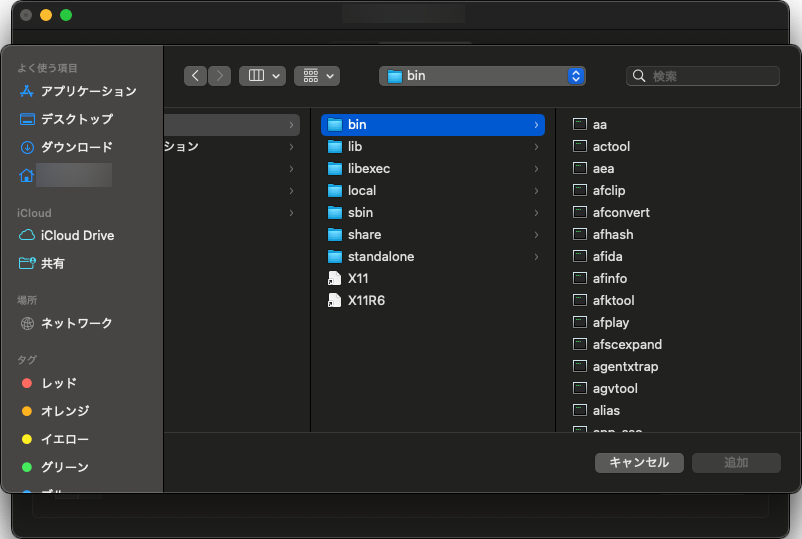 よく使う項目
アプリケーション
デスクトップ
ダウンロード
iCloud
iCloud Drive
共有
場所
ネットワーク
タグ
レッド
オレンジ
イエロー
グリーン
bin
検索
ション
bin
lib
libexec
local
sbin
share
standalone
X11
X11R6
aa
actool
aea
afclip
afconvert
afhash
afida
afinfo
afktool
afplay
afscexpand
agentxtrap
agvtool
alias
キャンセル
追加